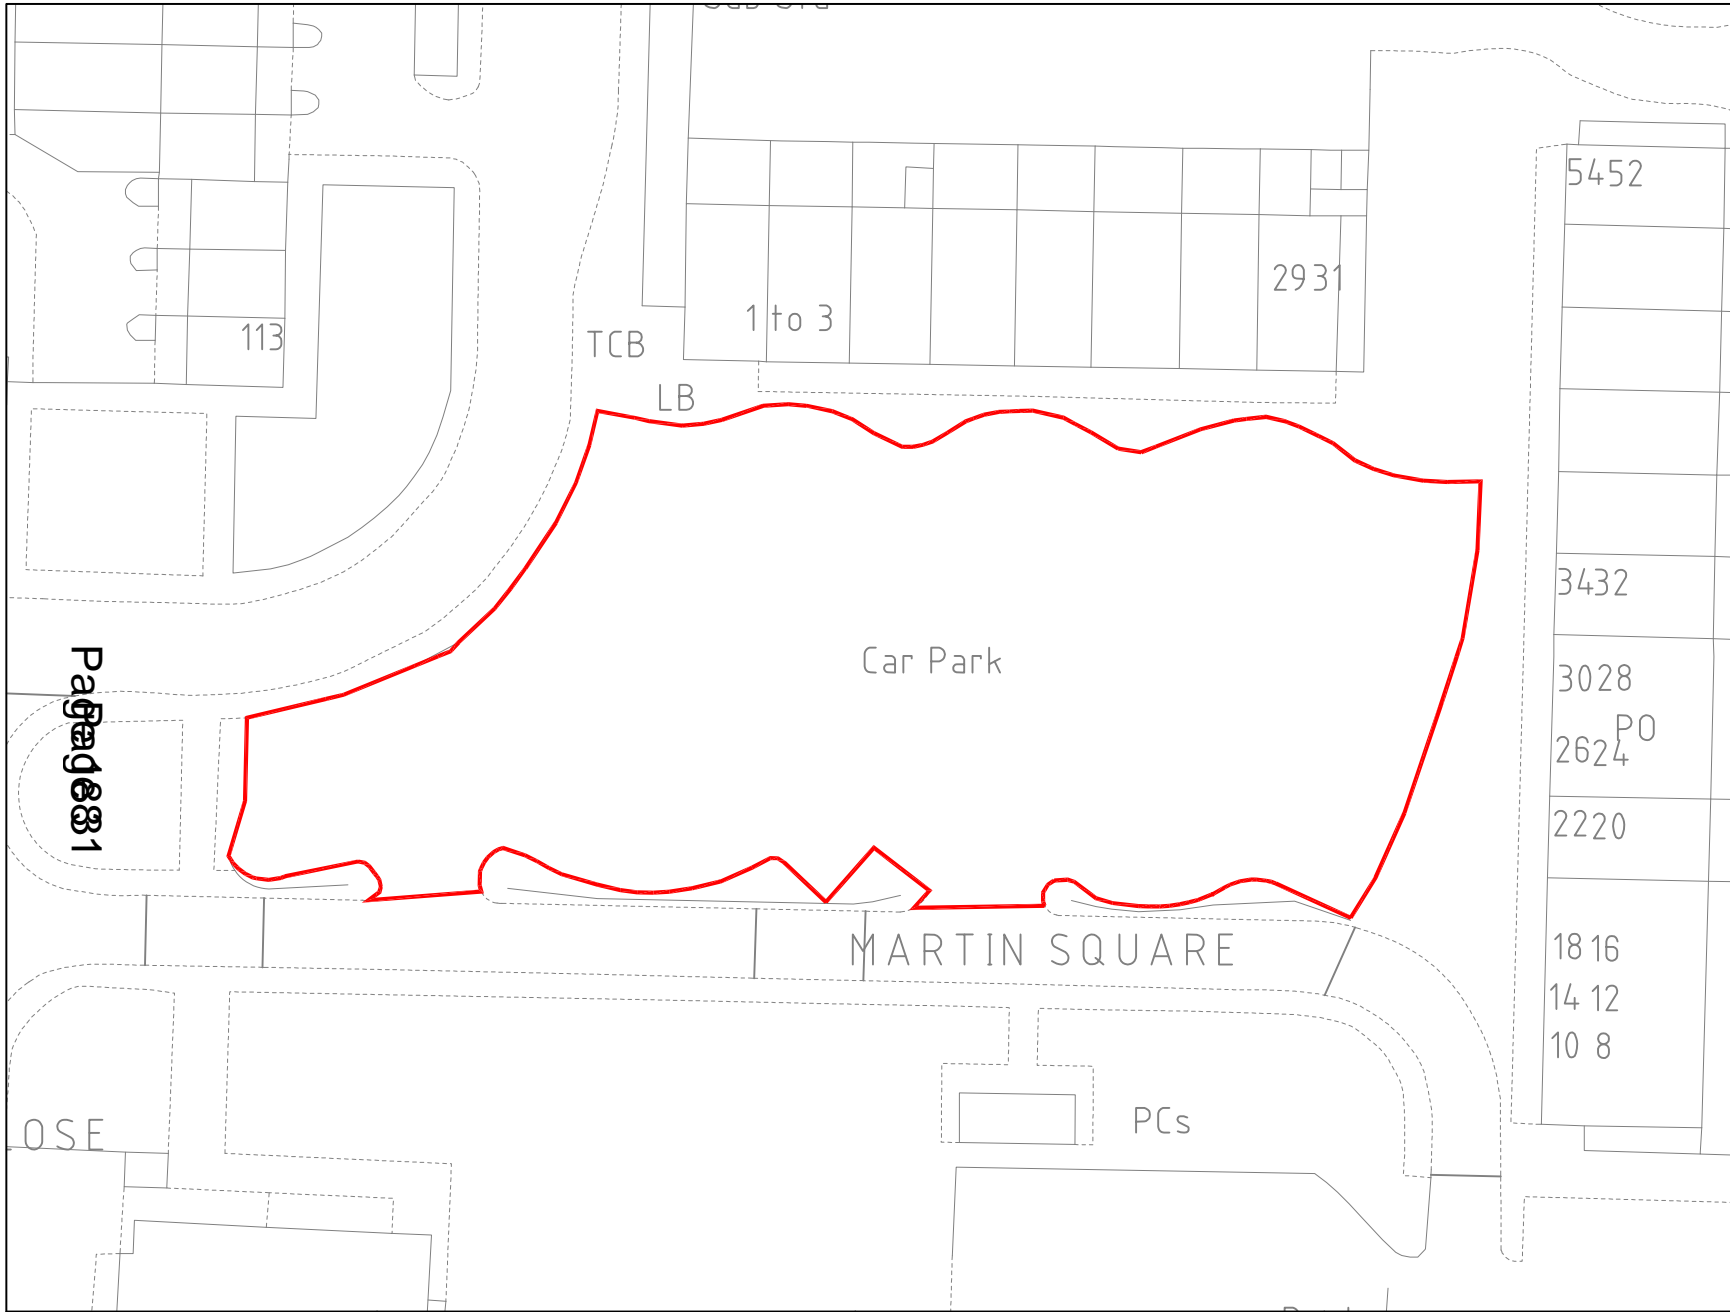 5452
2931
1 to 3
113
TCB
LB
3432
Car Park
3028
PO
2624
2220
MARTIN SQUARE
18 16
14 12
10 8
PCs
OSE